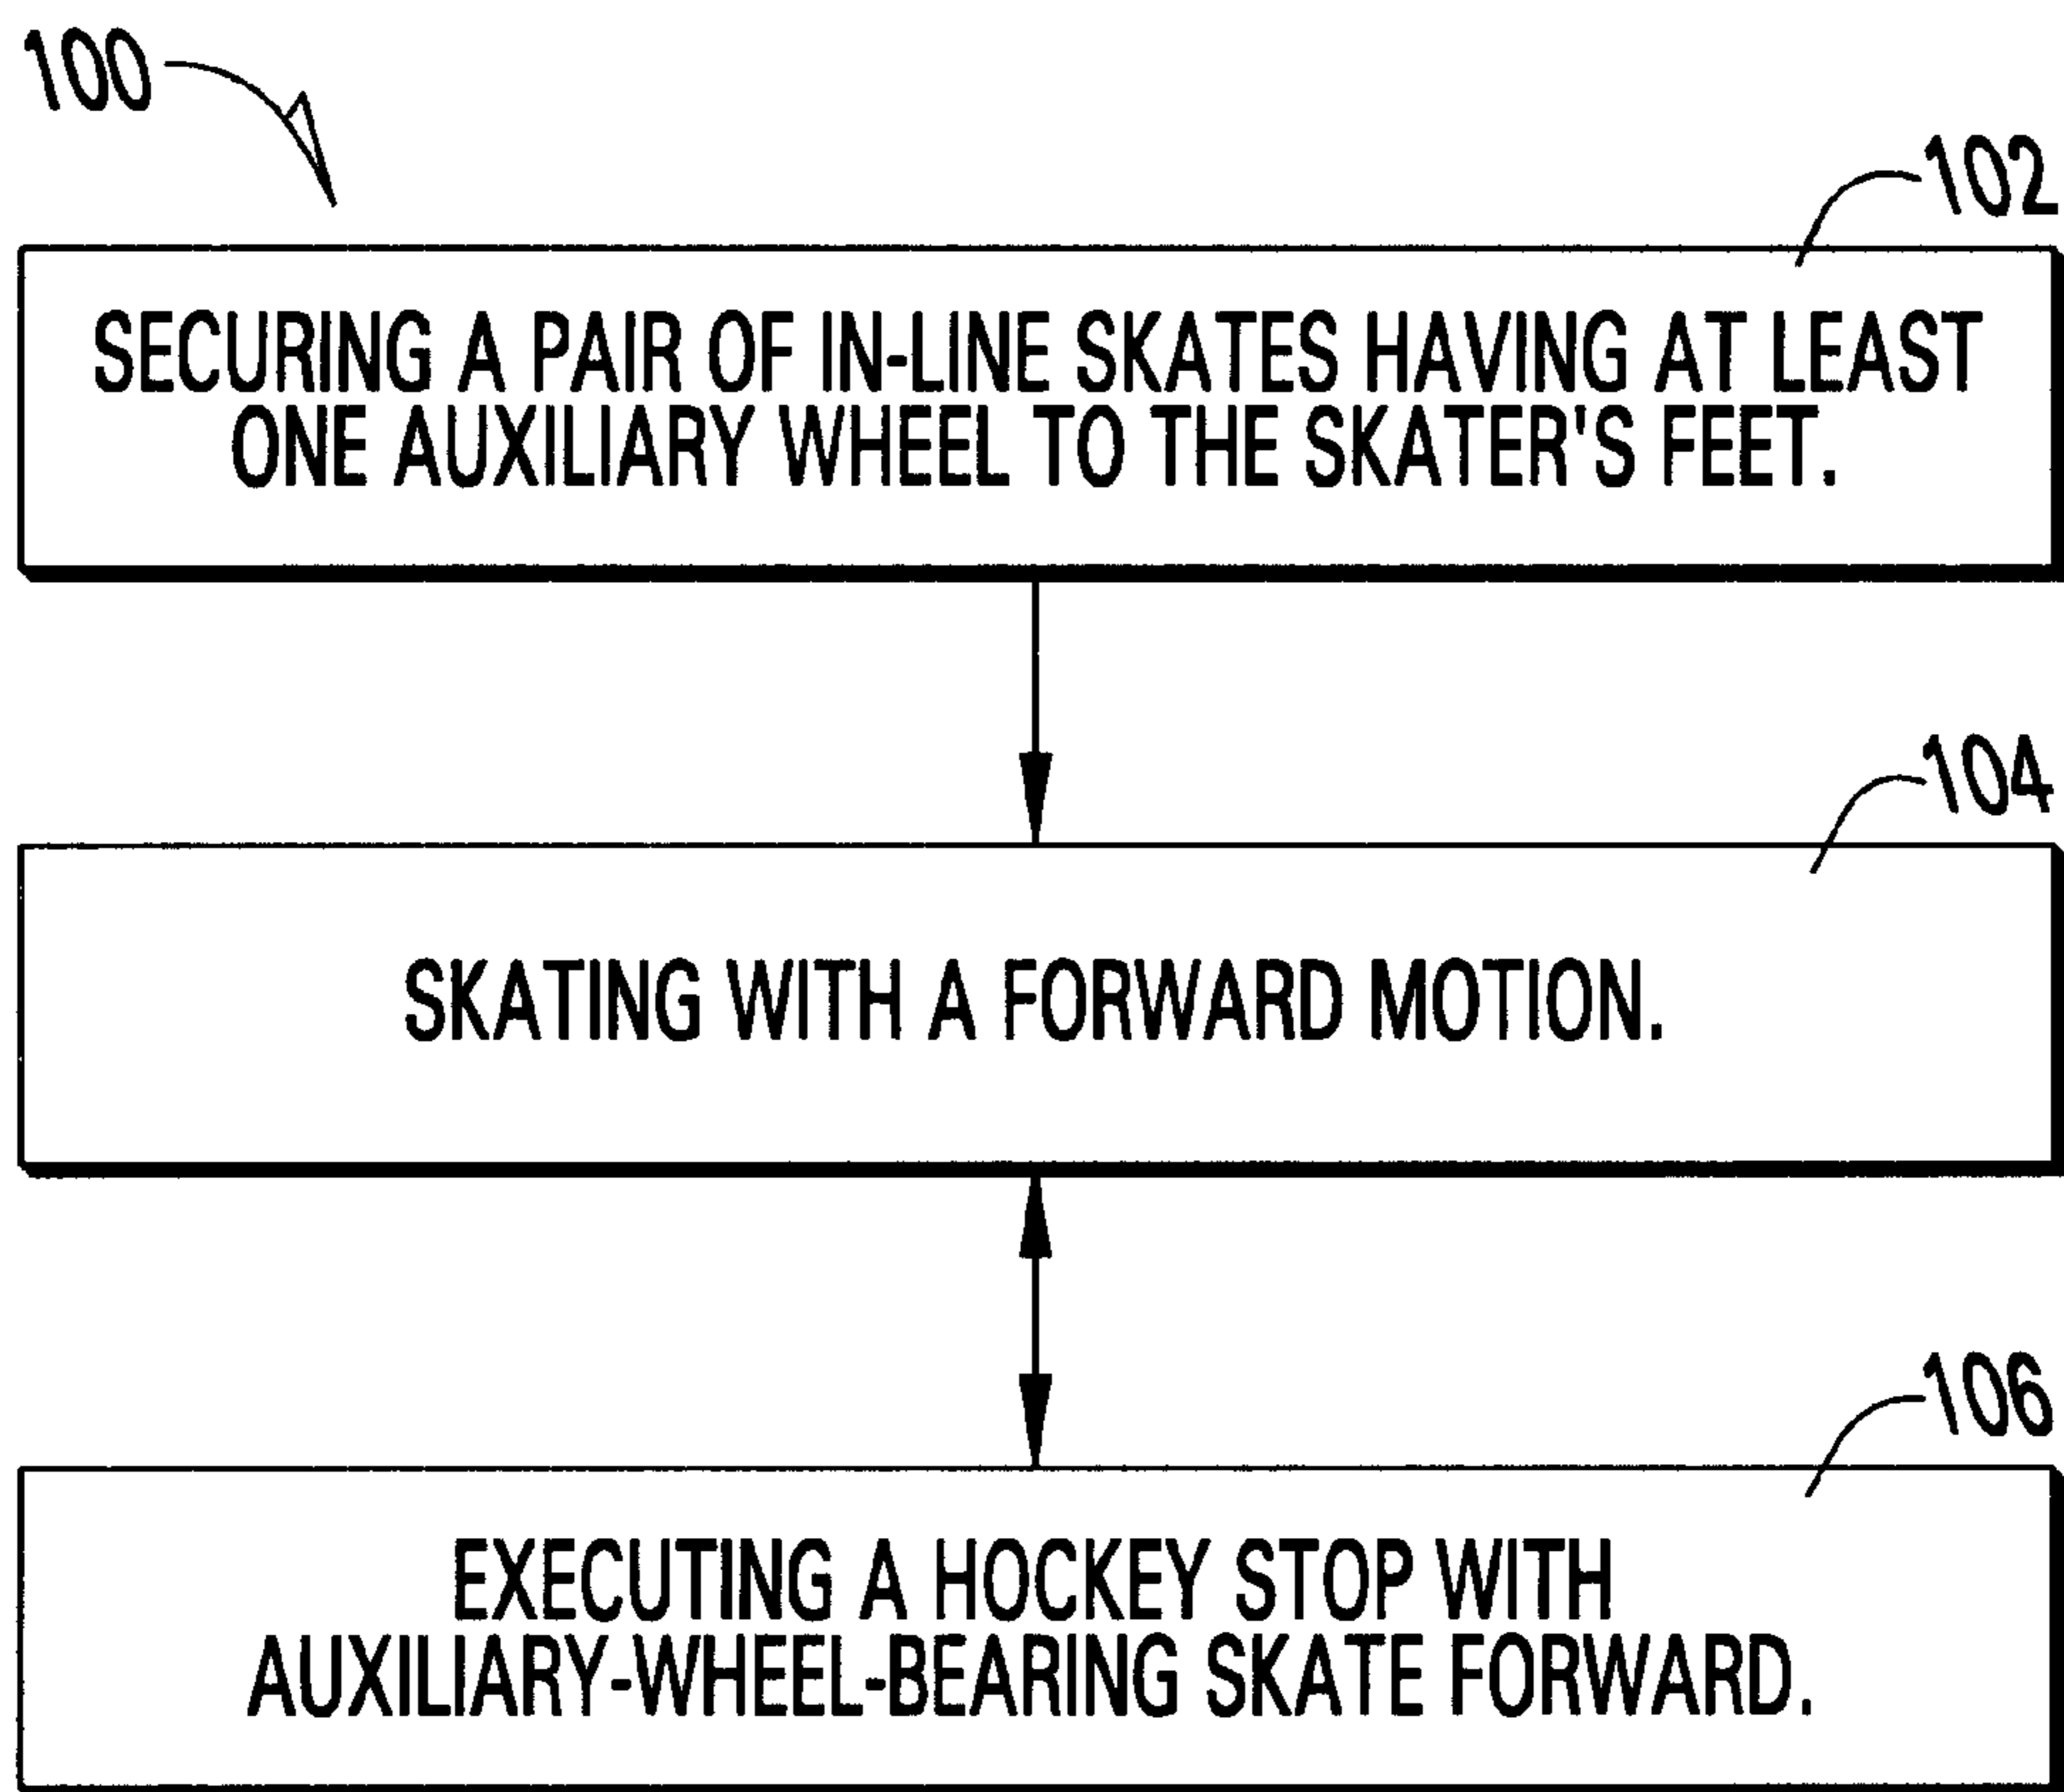 100
102
SECURING A PAIR OF IN-LINE SKATES HAVING AT LEAST
ONE AUXILIARY WHEEL TO THE SKATER'S FEET.
104
SKATING WITH A FORWARD MOTION.
106
EXECUTING A HOCKEY STOP WITH
AUXILIARY-WHEEL-BEARING SKATE FORWARD.